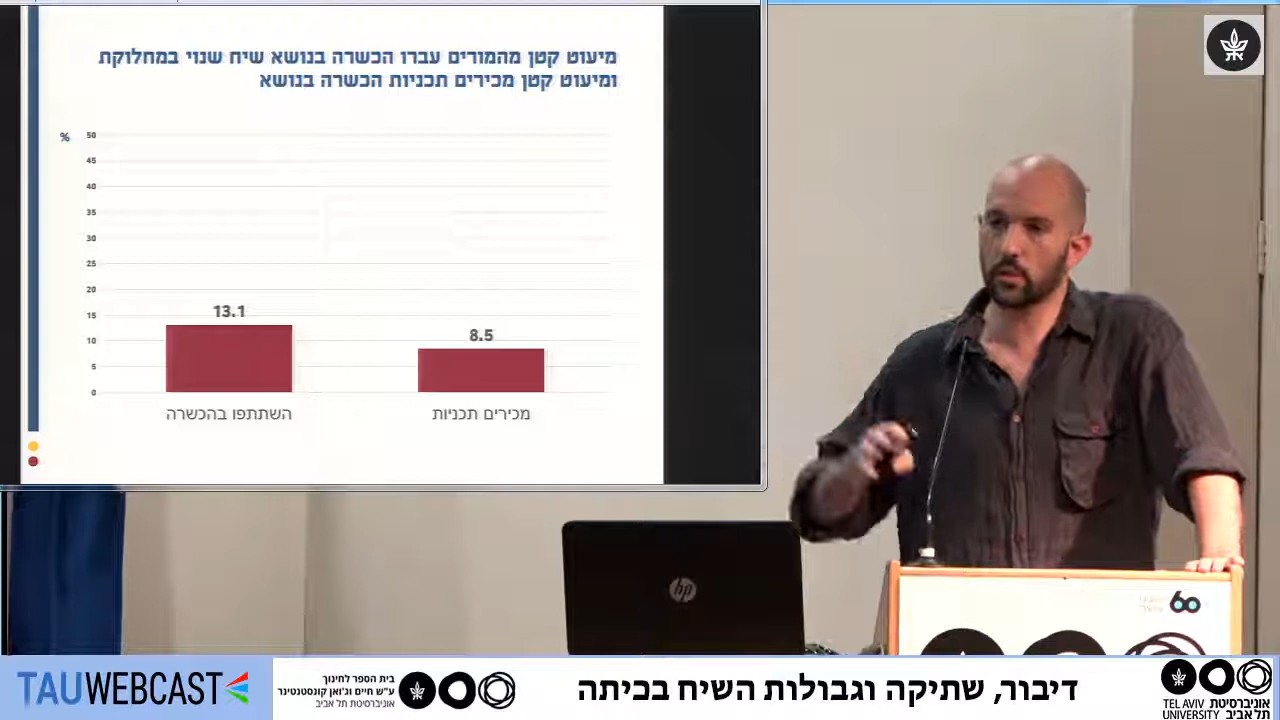 מיעוט קטן מהמורים עברו הכשרה בנושא שיח שנוי במחלוקת
ומיעוט קטן מכירים תכניות הכשרה בנושא
%
50
45
40
35
30
25
20
15
10
5
0
13.1
8.5
השתתפו בהכשרה
מכירים תכניות
hp
60
TAUWEBCAST
בית הספר לחינוך
ע"ש חיים וג'ואן קונסטנטינר
אוניברסיטת תל אביב
דיבור, שתיקה וגבולות השיח בכיתה
TEL AVIV אוניברסיטת
UNIVERSITY תל אביב